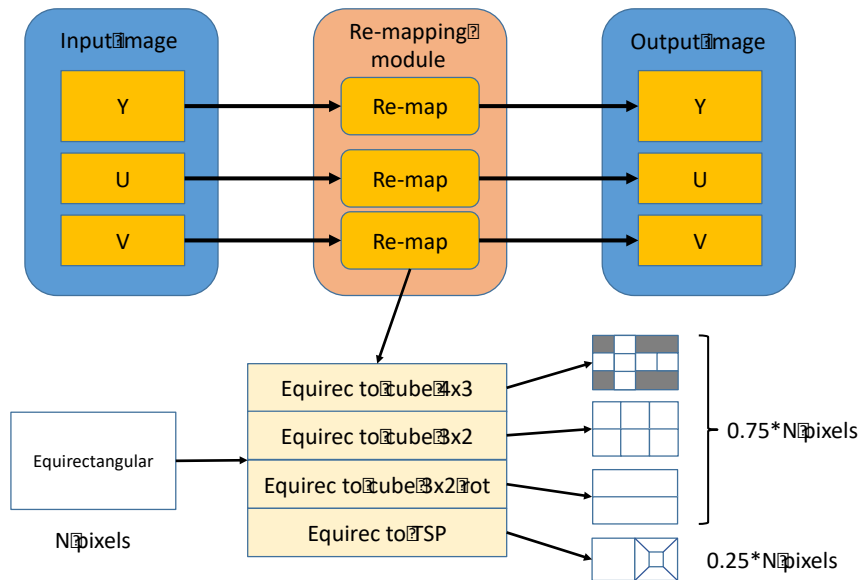 Input image
Re-mapping
module
Output image
Y
Re-map
Y
U
Re-map
U
V
Re-map
V
Equirec to cube 4x3
Equirec to cube 3x2
Equirec to cube 3x2 rot
Equirec to TSP
Equirectangular
N pixels
0.75*N pixels
0.25*N pixels